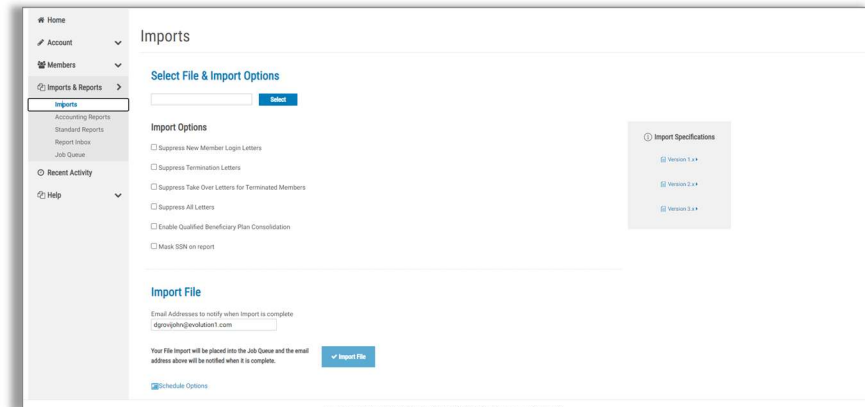 Home
Account
Members
Imports & Reports
Imports
Accounting Reports
Standard Reports
Report Inbox
Job Queue
Recent Activity
Help
Imports
Select File & Import Options
Select
Import Options
Suppress New Member Login Letters
Suppress Termination Letters
Suppress Take Over Letters for Terminated Members
Suppress All Letters
Enable Qualified Beneficiary Plan Consolidation
Mask SSN on report
Import Specifications
Version 1.x
Version 2.x
Version 3.x
Import File
Email Addresses to notify when Import is complete
dgrovijohn@evolution1.com
Your File Import will be placed into the Job Queue and the email
address above will be notified when it is complete.
Import File
Schedule Options